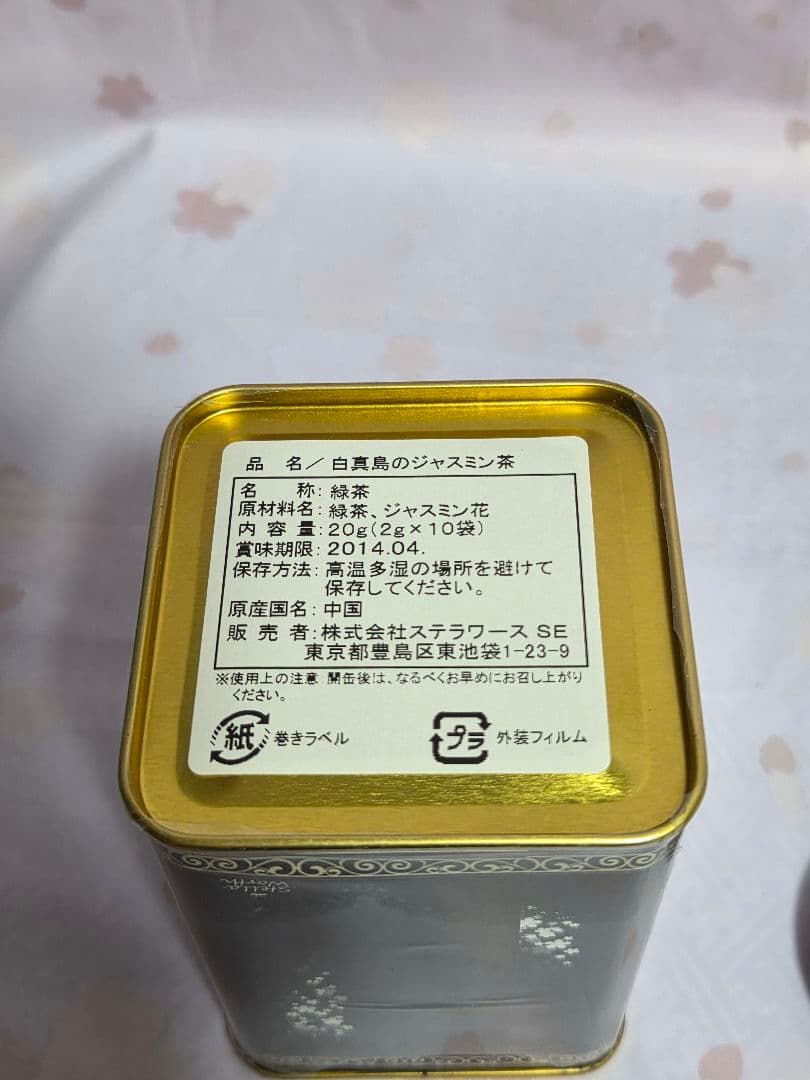 品 名／白真島のジャスミン茶
名 称：緑茶
原材料名：緑茶、ジャスミン花
内 容 量：20g（2g×10袋）
賞味期限：2014.04.
保存方法：高温多湿の場所を避けて
保存してください。
原産国名：中国
販 売 者：株式会社ステラワース SE
東京都豊島区東池袋1-23-9
※使用上の注意 開缶後は、なるべくお早めにお召し上がり
ください。
紙 巻きラベル
プラ 外装フィルム
Stella
Worth